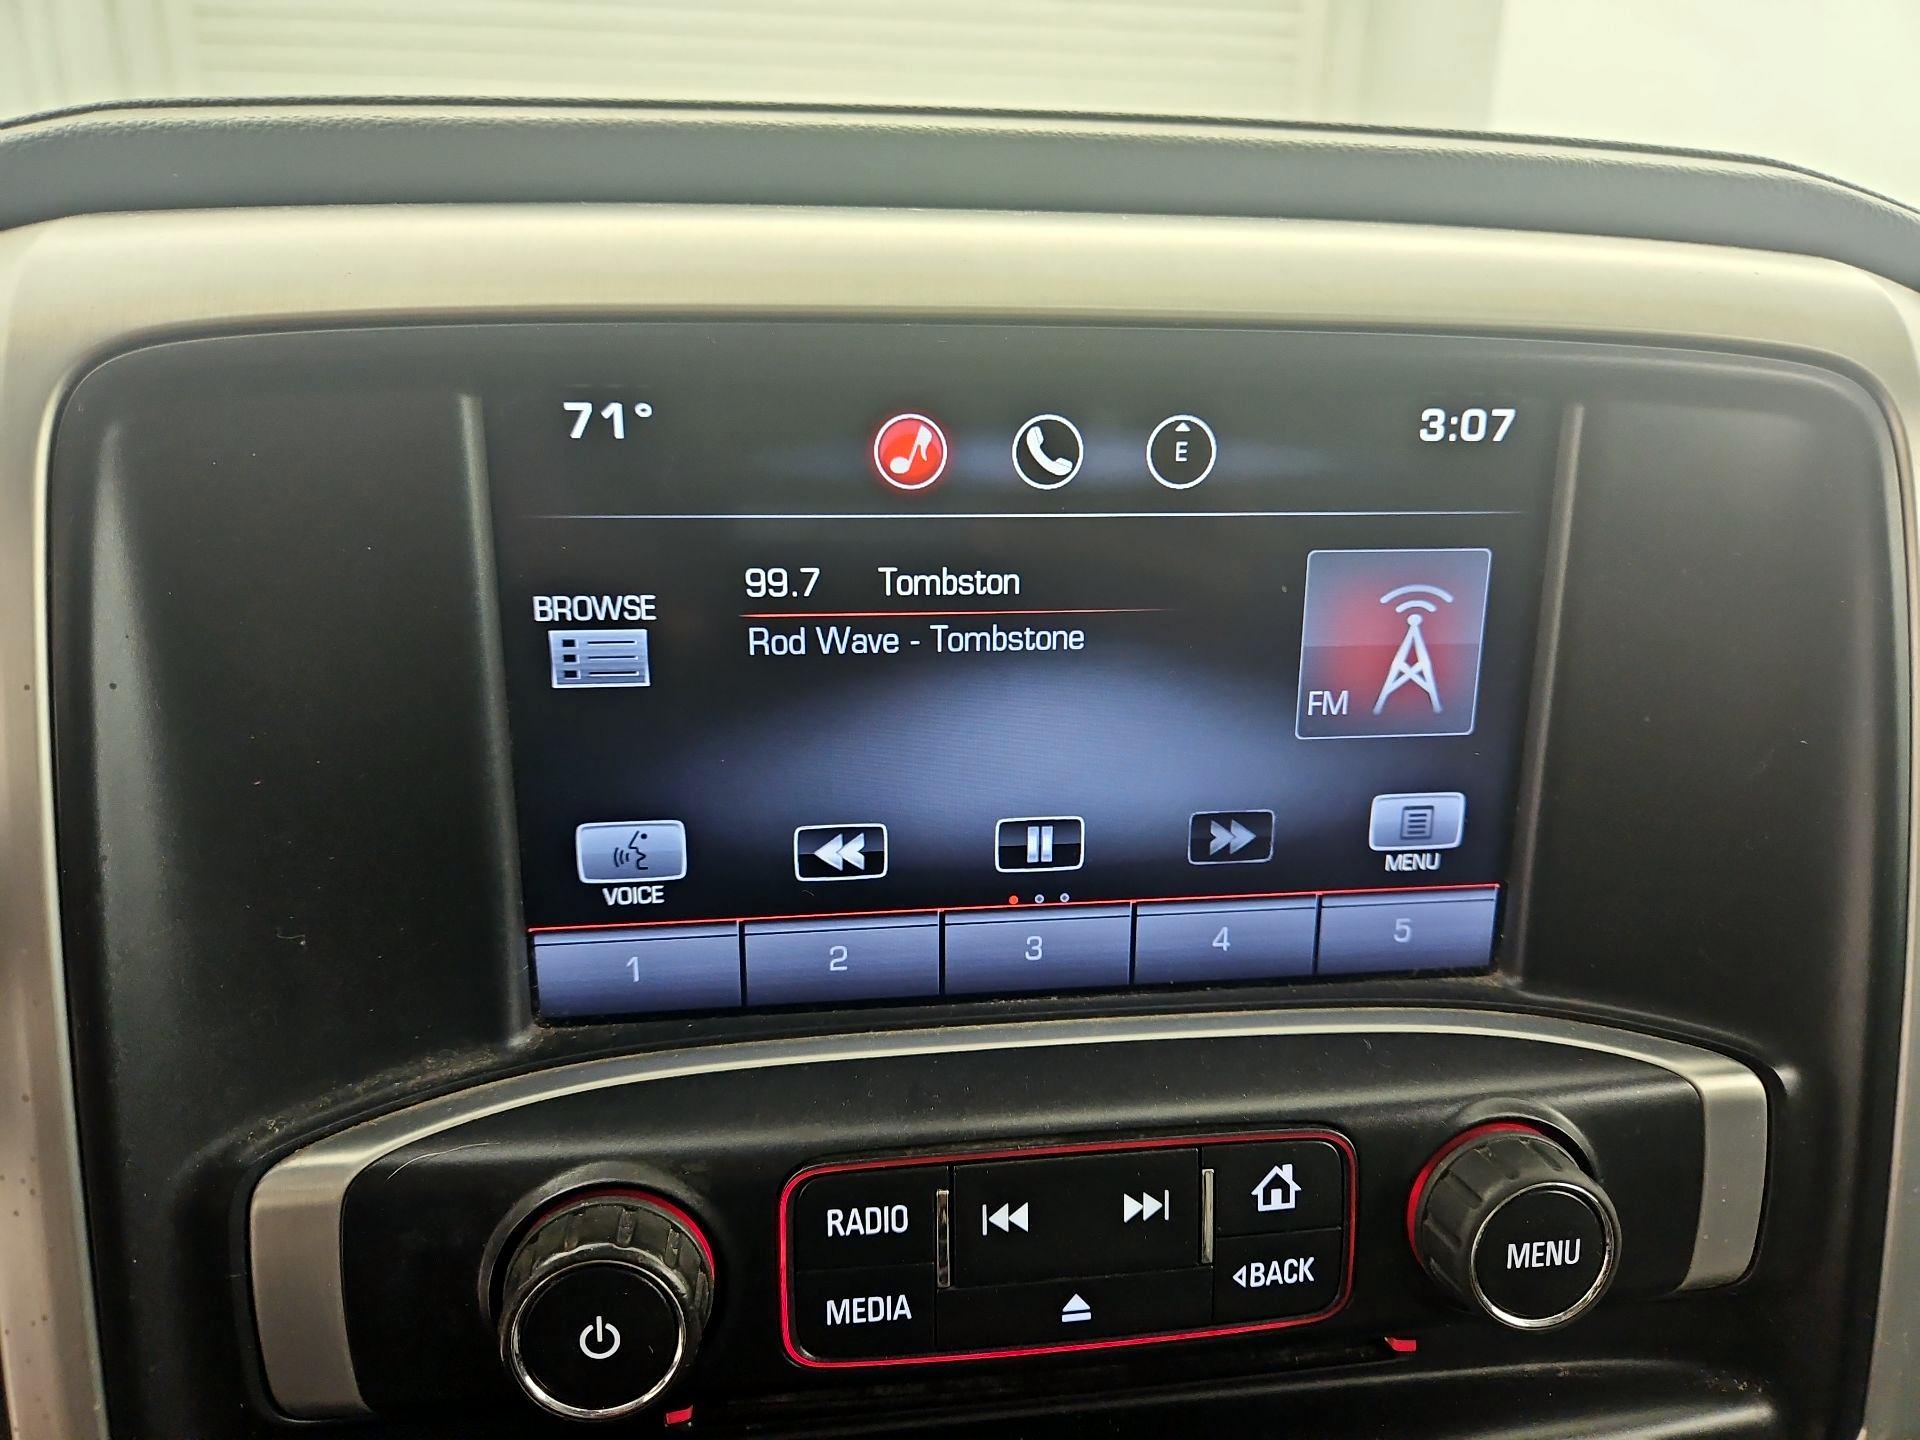 71° E 3:07
99.7 Tombston
BROWSE
Rod Wave - Tombstone
FM
VOICE
MENU
1 2 3 4 5
RADIO
MEDIA
BACK
MENU